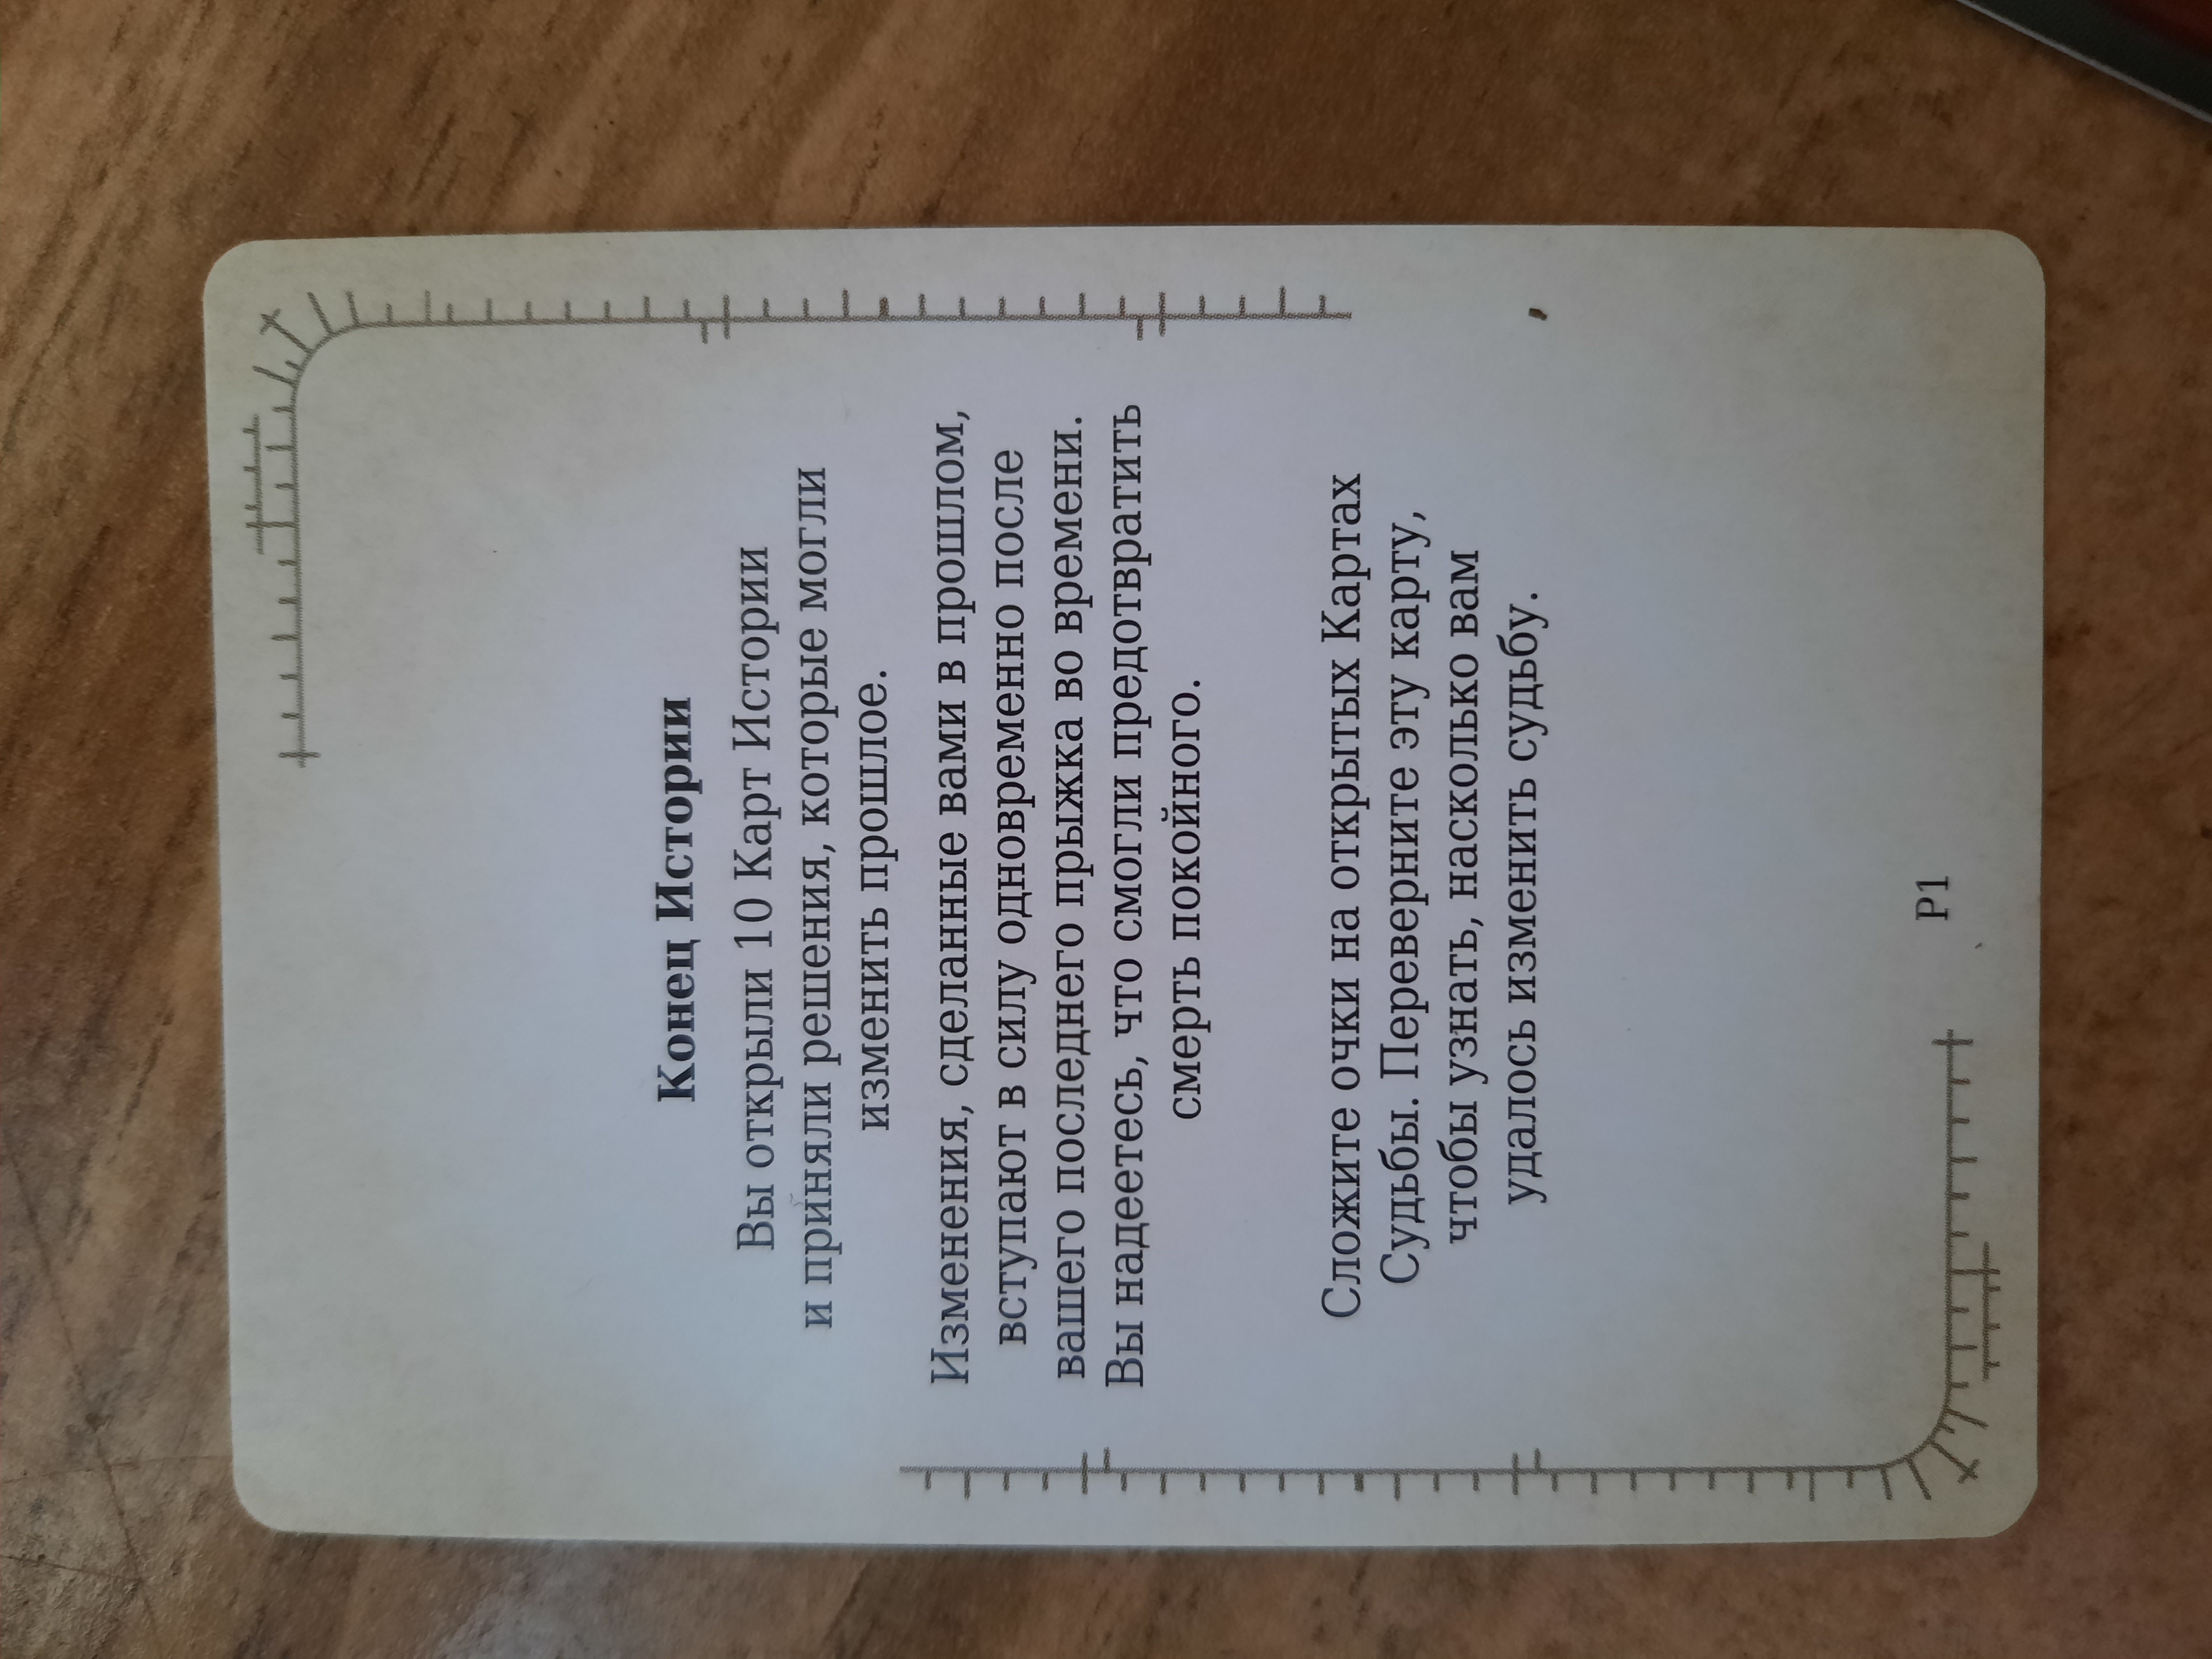 Конец Истории
Вы открыли 10 Карт Истории
и приняли решения, которые могли
изменить прошлое.
Изменения, сделанные вами в прошлом,
вступают в силу одновременно после
вашего последнего прыжка во времени.
Вы надеетесь, что смогли предотвратить
смерть покойного.
Сложите очки на открытых Картах
Судьбы. Переверните эту карту,
чтобы узнать, насколько вам
удалось изменить судьбу.
P1